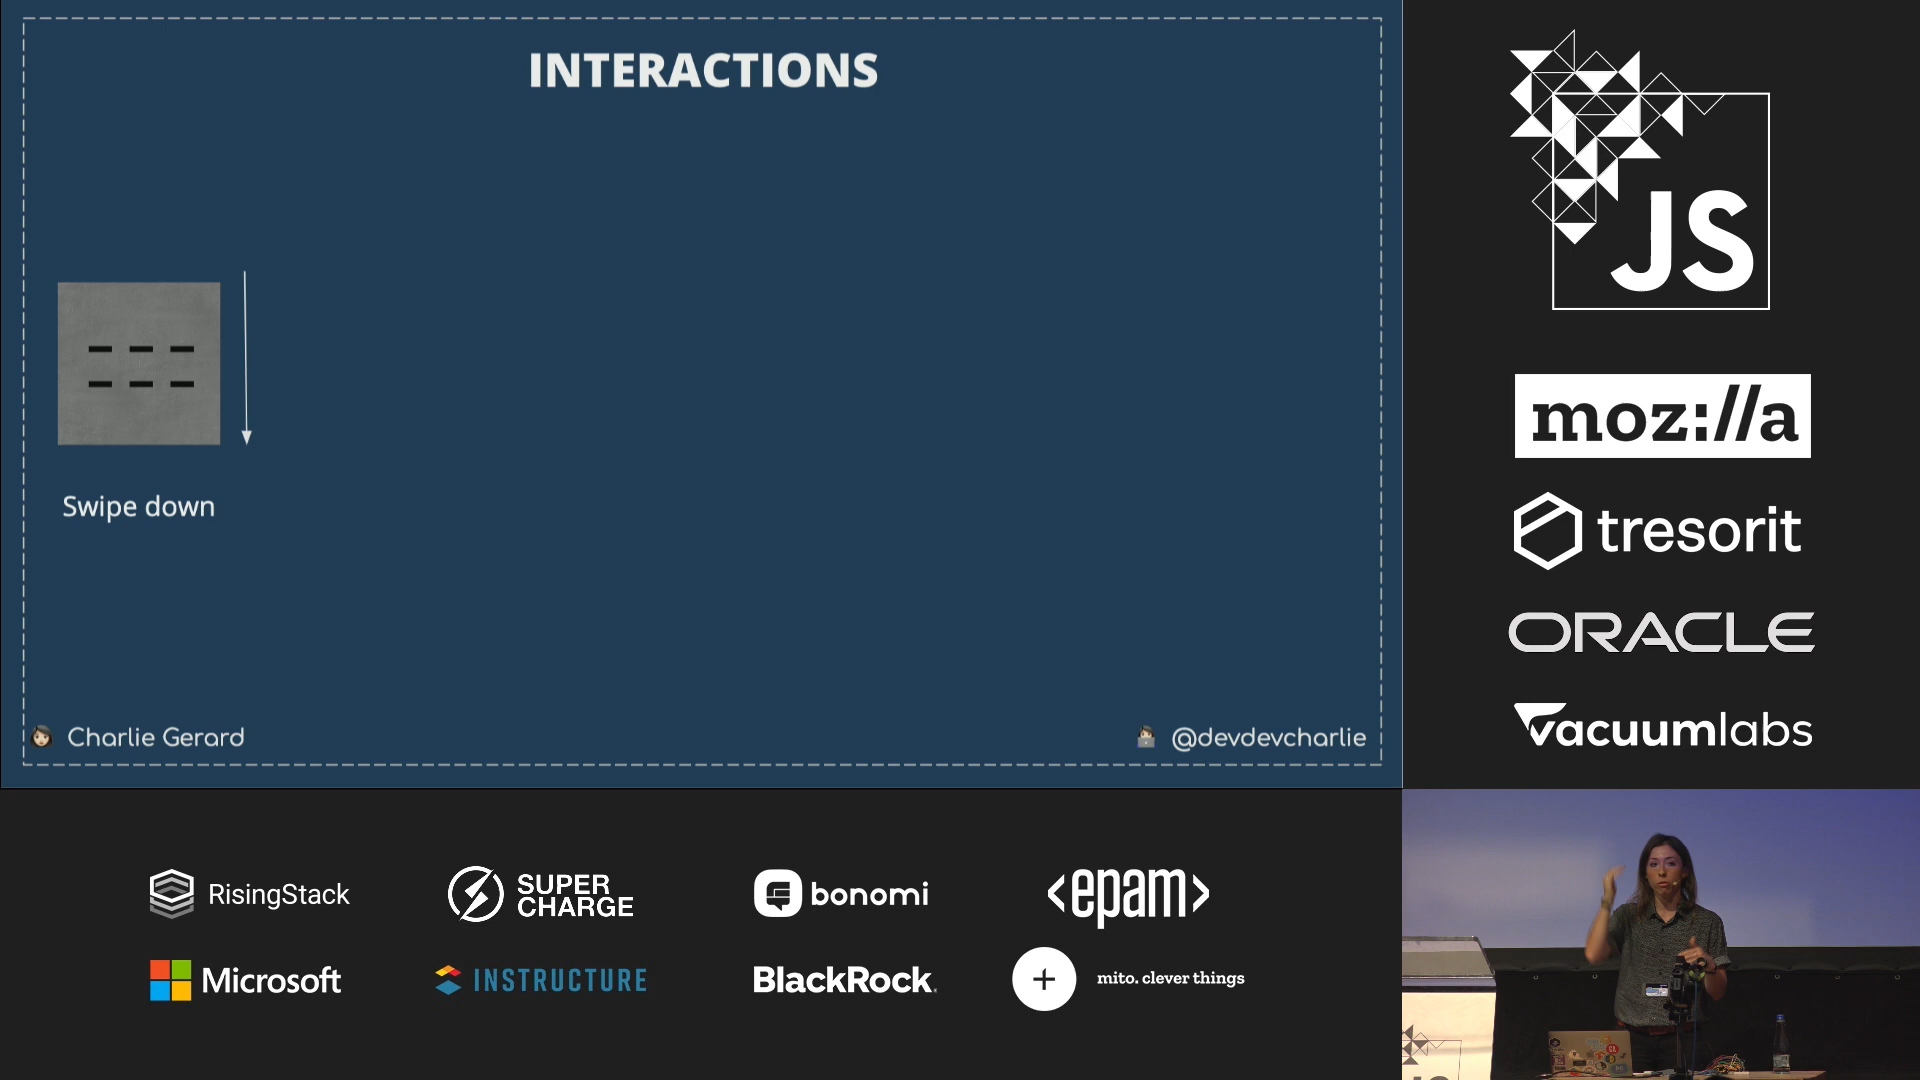 INTERACTIONS
Swipe down
Charlie Gerard
@devdevcharlie
JS
moz://a
tresorit
ORACLE
vacuumlabs
RisingStack
SUPER
CHARGE
bonomi
<epam>
Microsoft
INSTRUCTURE
BlackRock.
+
mito. clever things